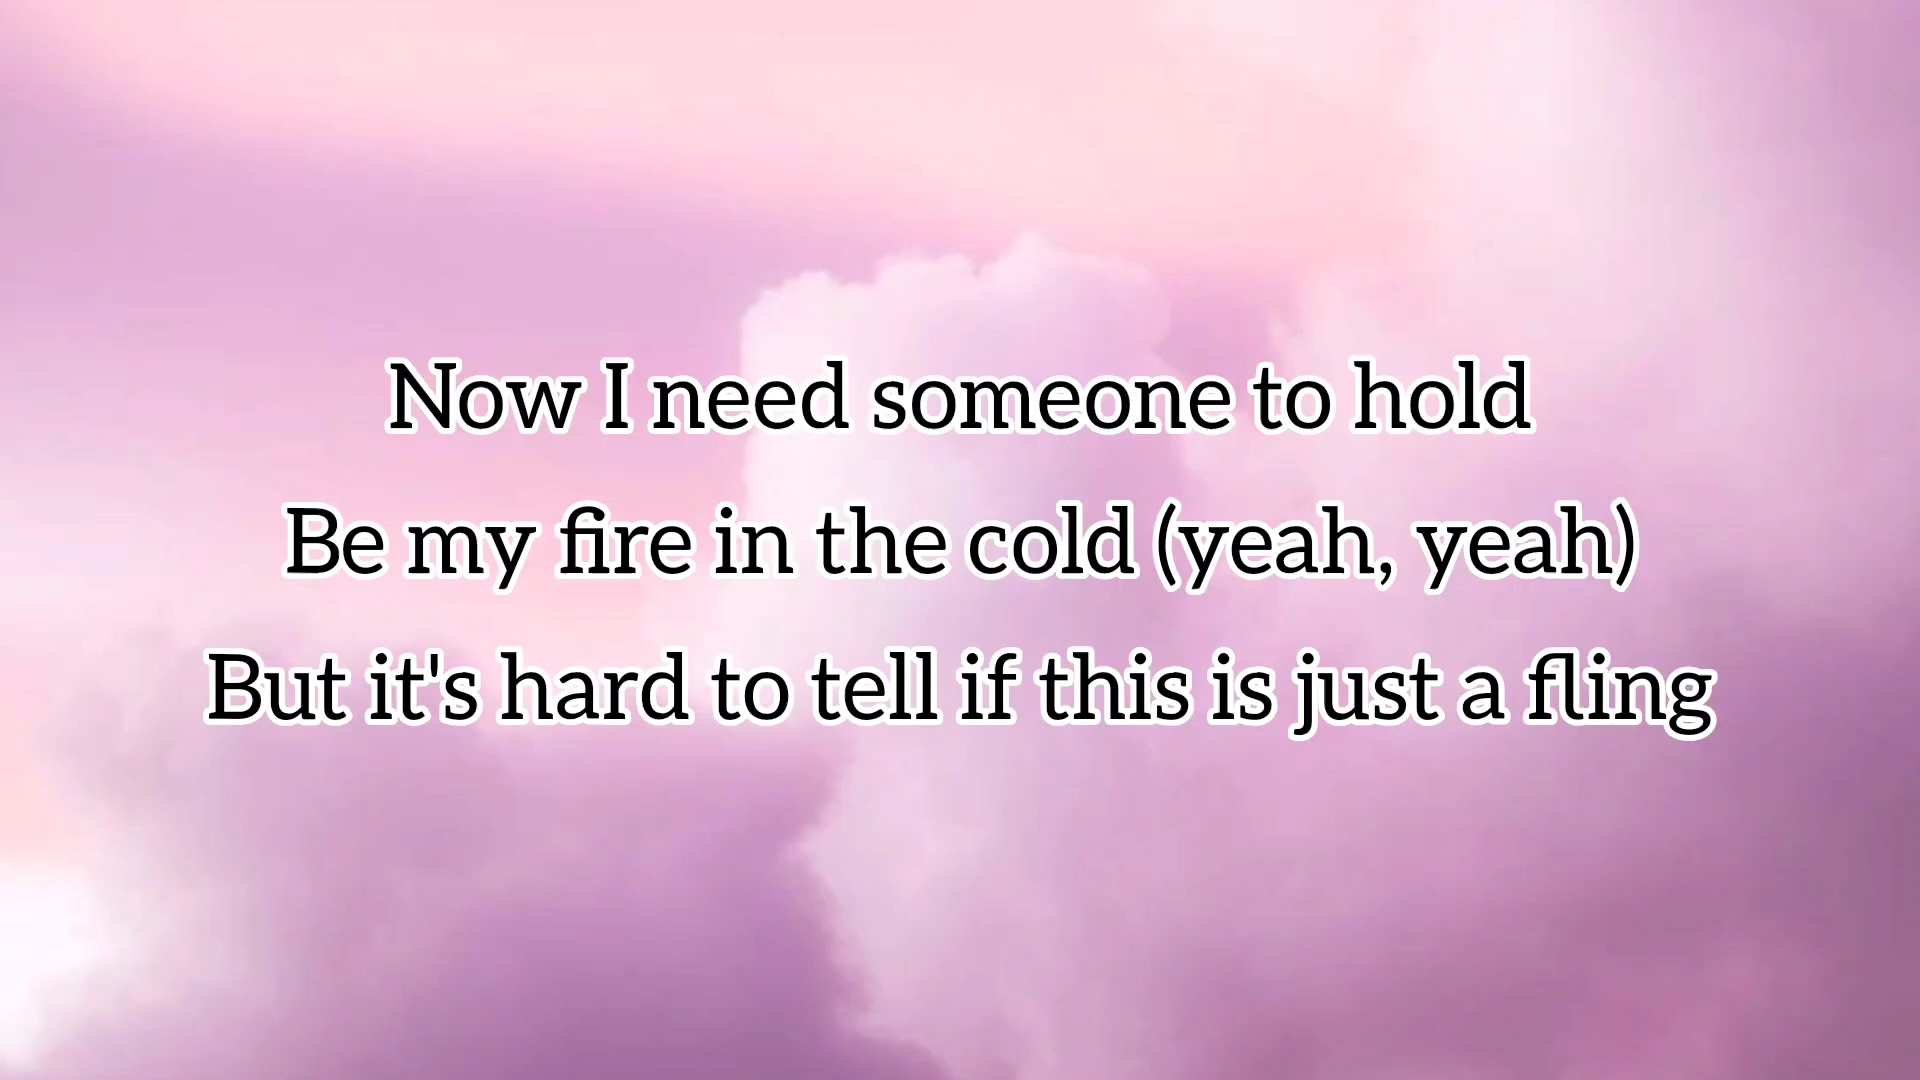 Now I need someone to hold
Be my fire in the cold (yeah, yeah)
But it's hard to tell if this is just a fling